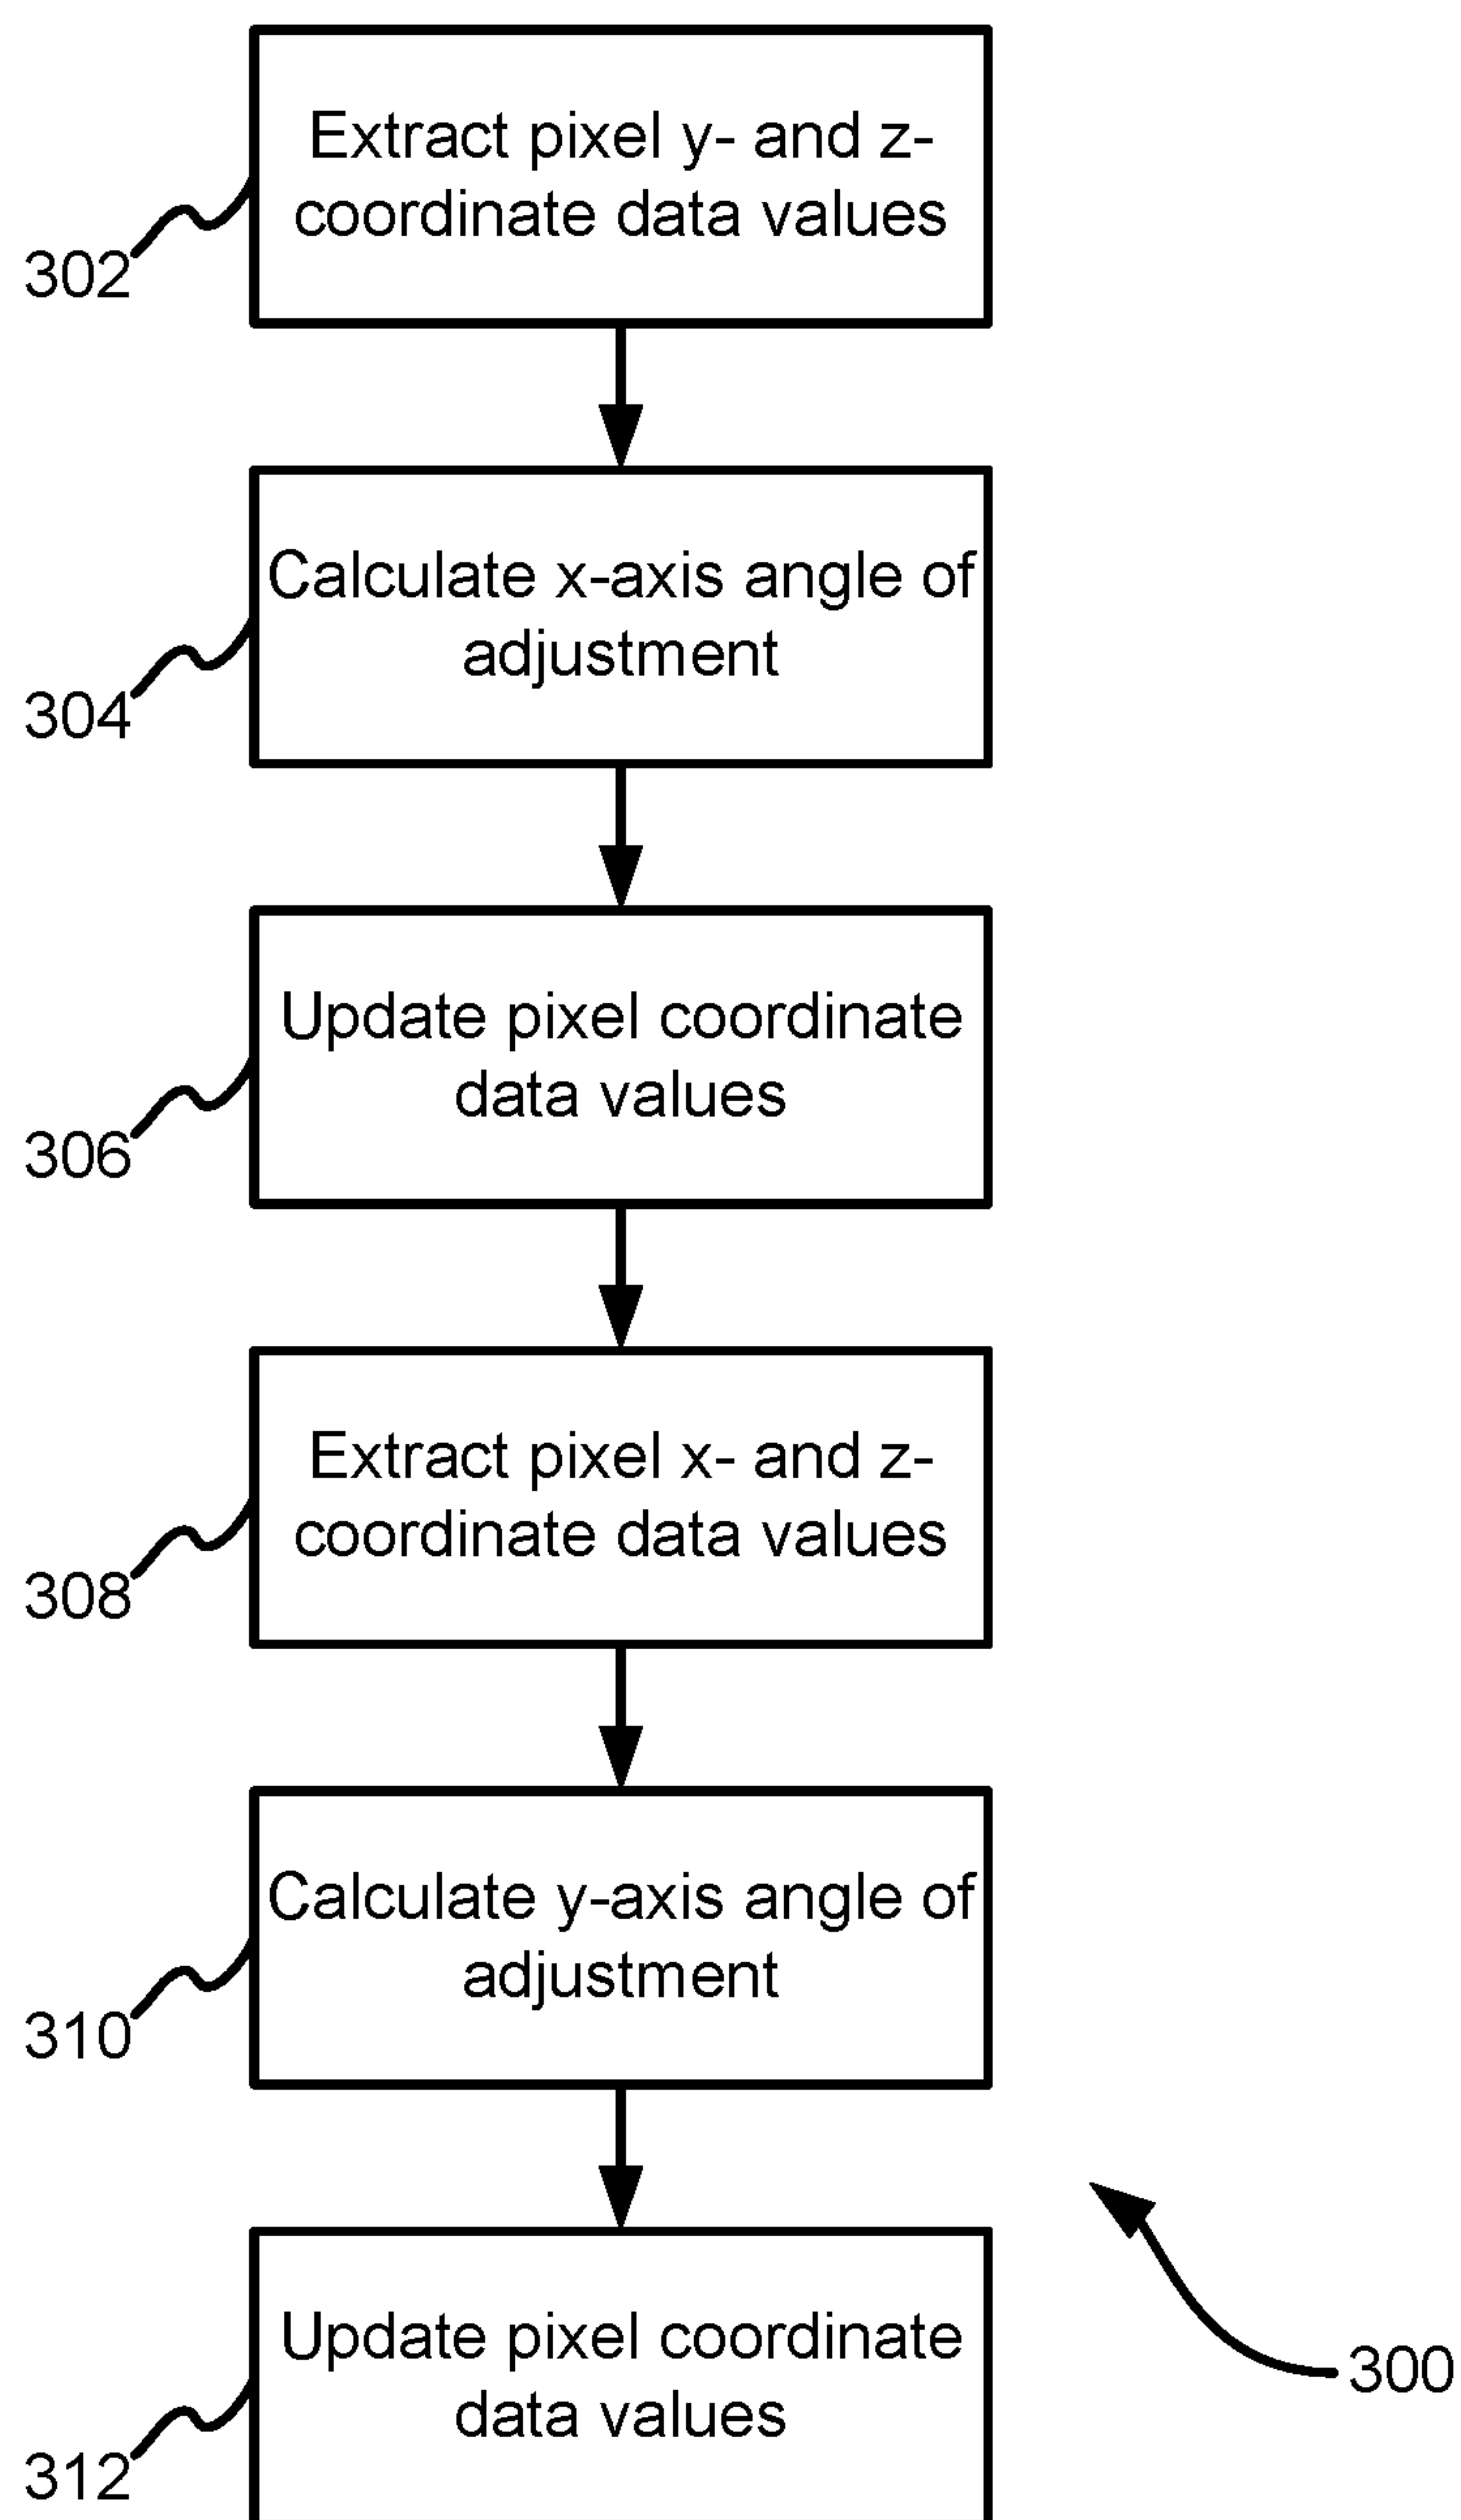 Extract pixel y- and z-
coordinate data values
302
Calculate x-axis angle of
adjustment
304
Update pixel coordinate
data values
306
Extract pixel x- and z-
coordinate data values
308
Calculate y-axis angle of
adjustment
310
Update pixel coordinate
data values
300
312